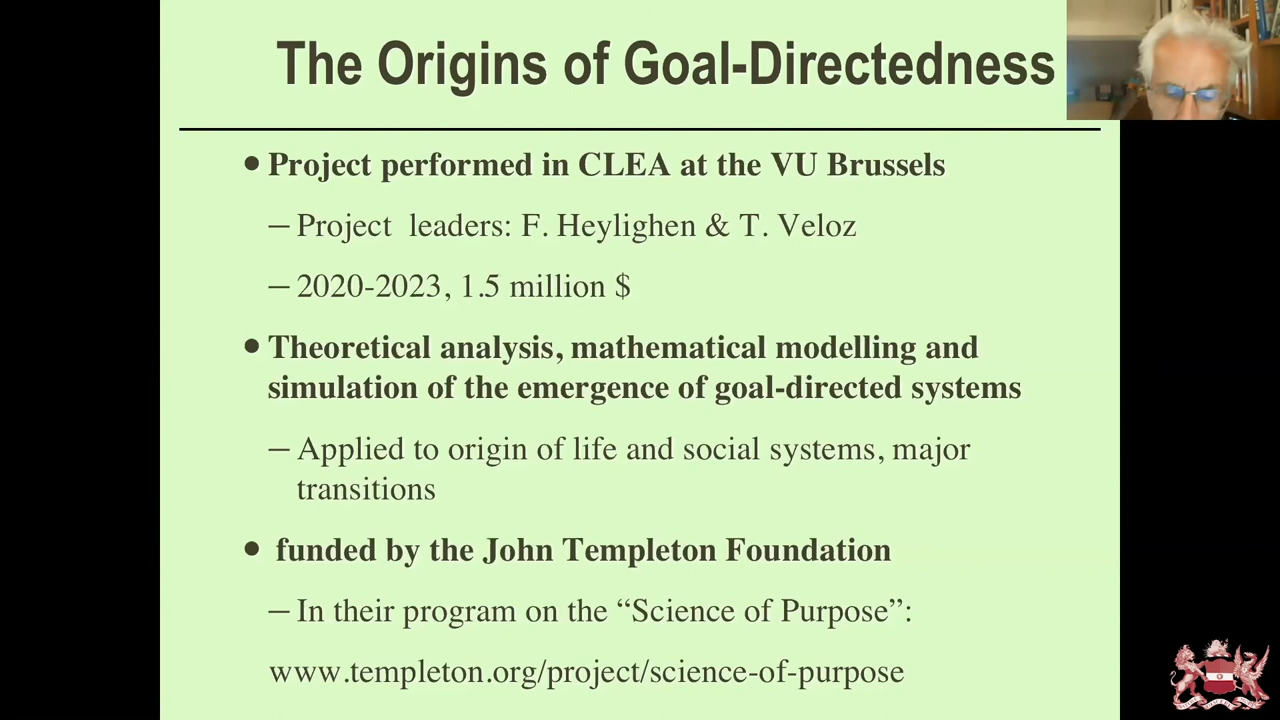 The Origins of Goal-Directedness
• Project performed in CLEA at the VU Brussels
– Project leaders: F. Heylighen & T. Veloz
– 2020-2023, 1.5 million $
• Theoretical analysis, mathematical modelling and
simulation of the emergence of goal-directed systems
– Applied to origin of life and social systems, major
transitions
• funded by the John Templeton Foundation
– In their program on the “Science of Purpose”:
www.templeton.org/project/science-of-purpose